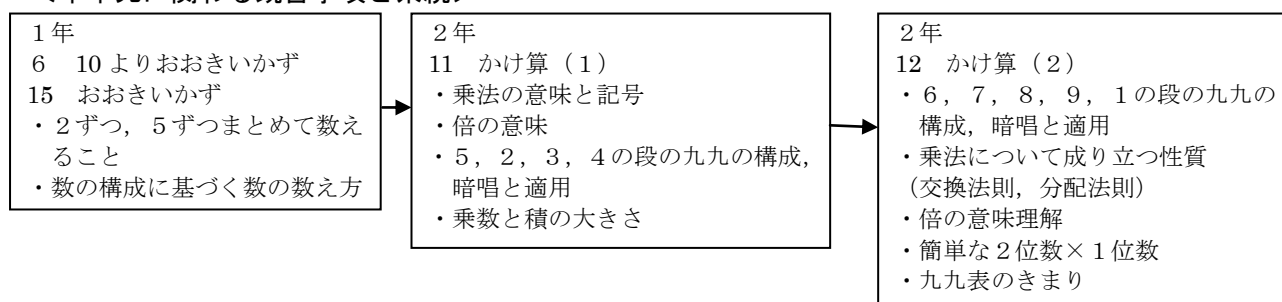 １年
6　10 よりおおきいかず
15　おおきいかず
・２ずつ，５ずつまとめて数え
ること
・数の構成に基づく数の数え方
２年
11　かけ算（１）
・乗法の意味と記号
・倍の意味
・５，２，３，４の段の九九の構成，
暗唱と適用
・乗数と積の大きさ
２年
12　かけ算（２）
・６，７，８，９，１の段の九九の
構成，暗唱と適用
・乗法について成り立つ性質
（交換法則，分配法則）
・倍の意味理解
・簡単な２位数×１位数
・九九表のきまり